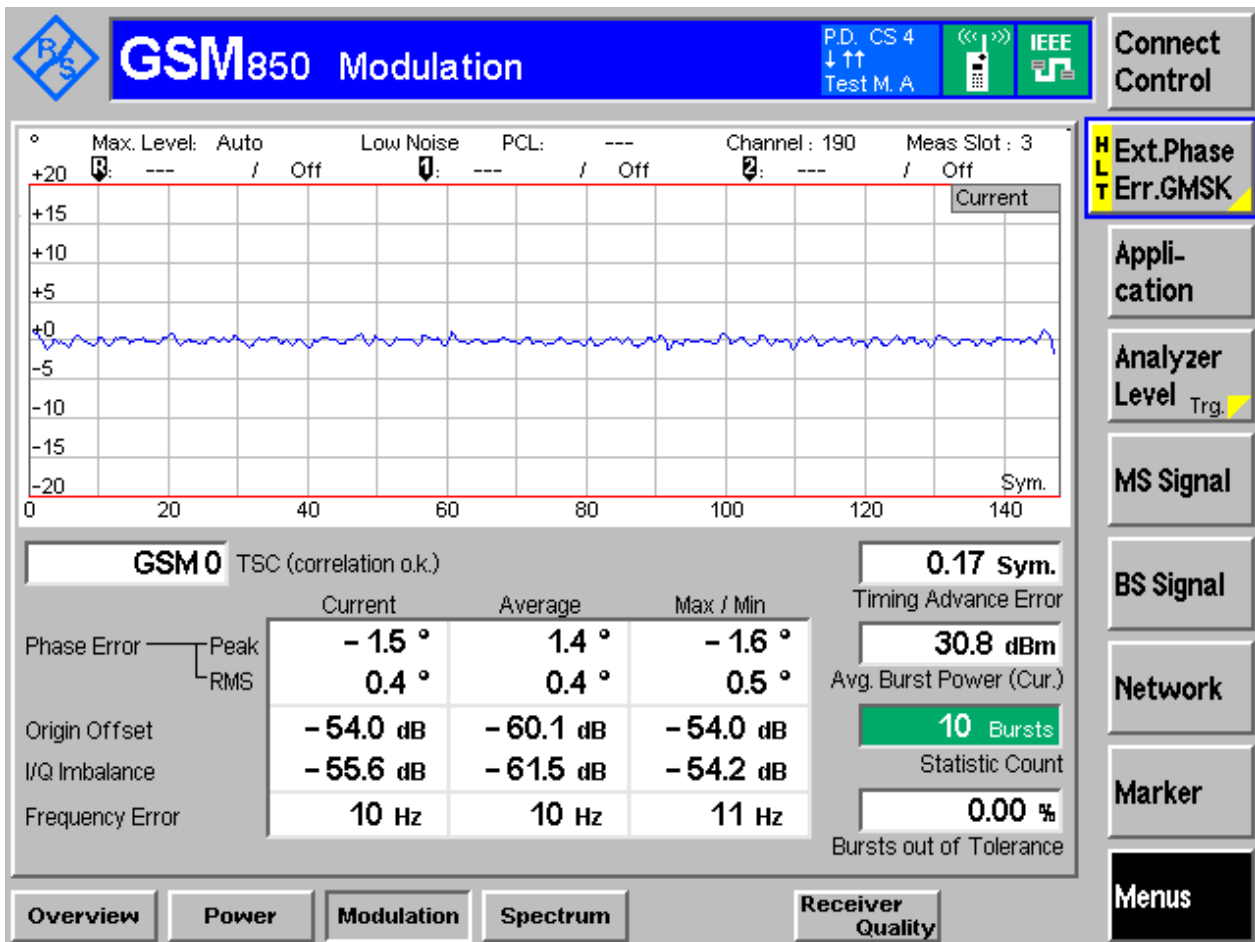 R/S
GSM850 Modulation
P.D. CS 4
↓ ↑↑
Test M. A
IEEE
Connect
Control
° Max. Level: Auto Low Noise PCL: --- Channel : 190 Meas Slot : 3
R: --- / Off 1: --- / Off 2: --- / Off
Current
+20
+15
+10
+5
+0
-5
-10
-15
-20
Sym.
0 20 40 60 80 100 120 140
H
L
T
Ext.Phase
Err.GMSK
Appli-
cation
Analyzer
Level Trg.
MS Signal
BS Signal
Network
Marker
Menus
GSM 0 TSC (correlation o.k.)
Current Average Max / Min
Phase Error Peak – 1.5 ° 1.4 ° – 1.6 °
RMS 0.4 ° 0.4 ° 0.5 °
Origin Offset – 54.0 dB – 60.1 dB – 54.0 dB
I/Q Imbalance – 55.6 dB – 61.5 dB – 54.2 dB
Frequency Error 10 Hz 10 Hz 11 Hz
0.17 Sym.
Timing Advance Error
30.8 dBm
Avg. Burst Power (Cur.)
10 Bursts
Statistic Count
0.00 %
Bursts out of Tolerance
Overview Power Modulation Spectrum
Receiver
Quality